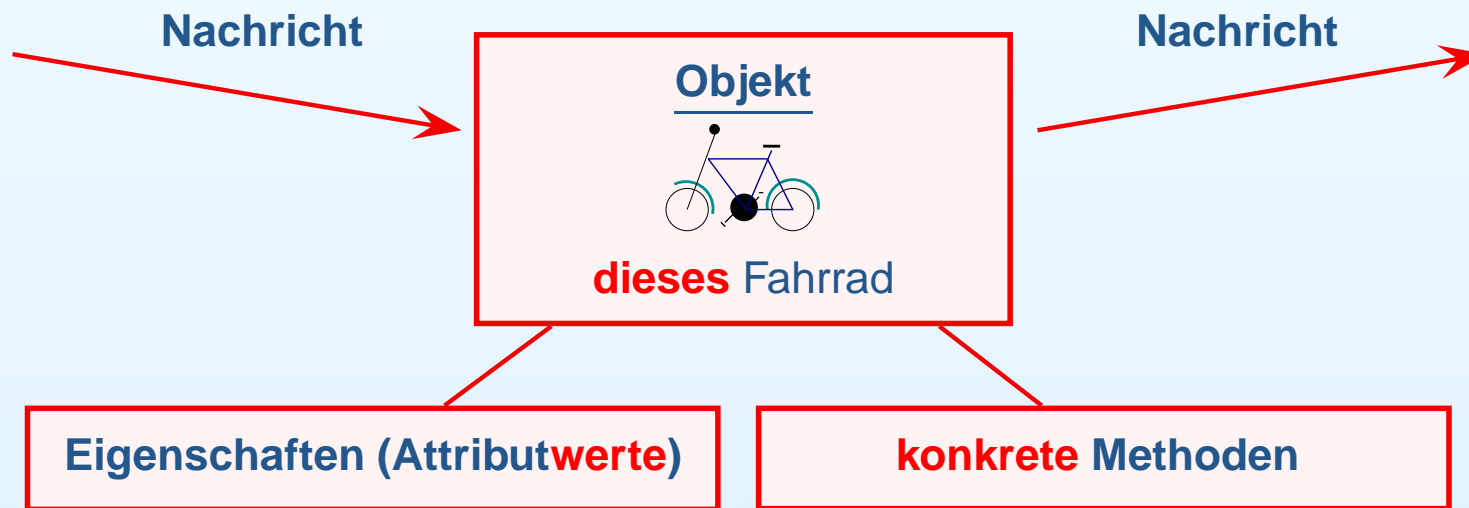 Nachricht
Nachricht
Objekt
dieses Fahrrad
Eigenschaften (Attributwerte)
konkrete Methoden